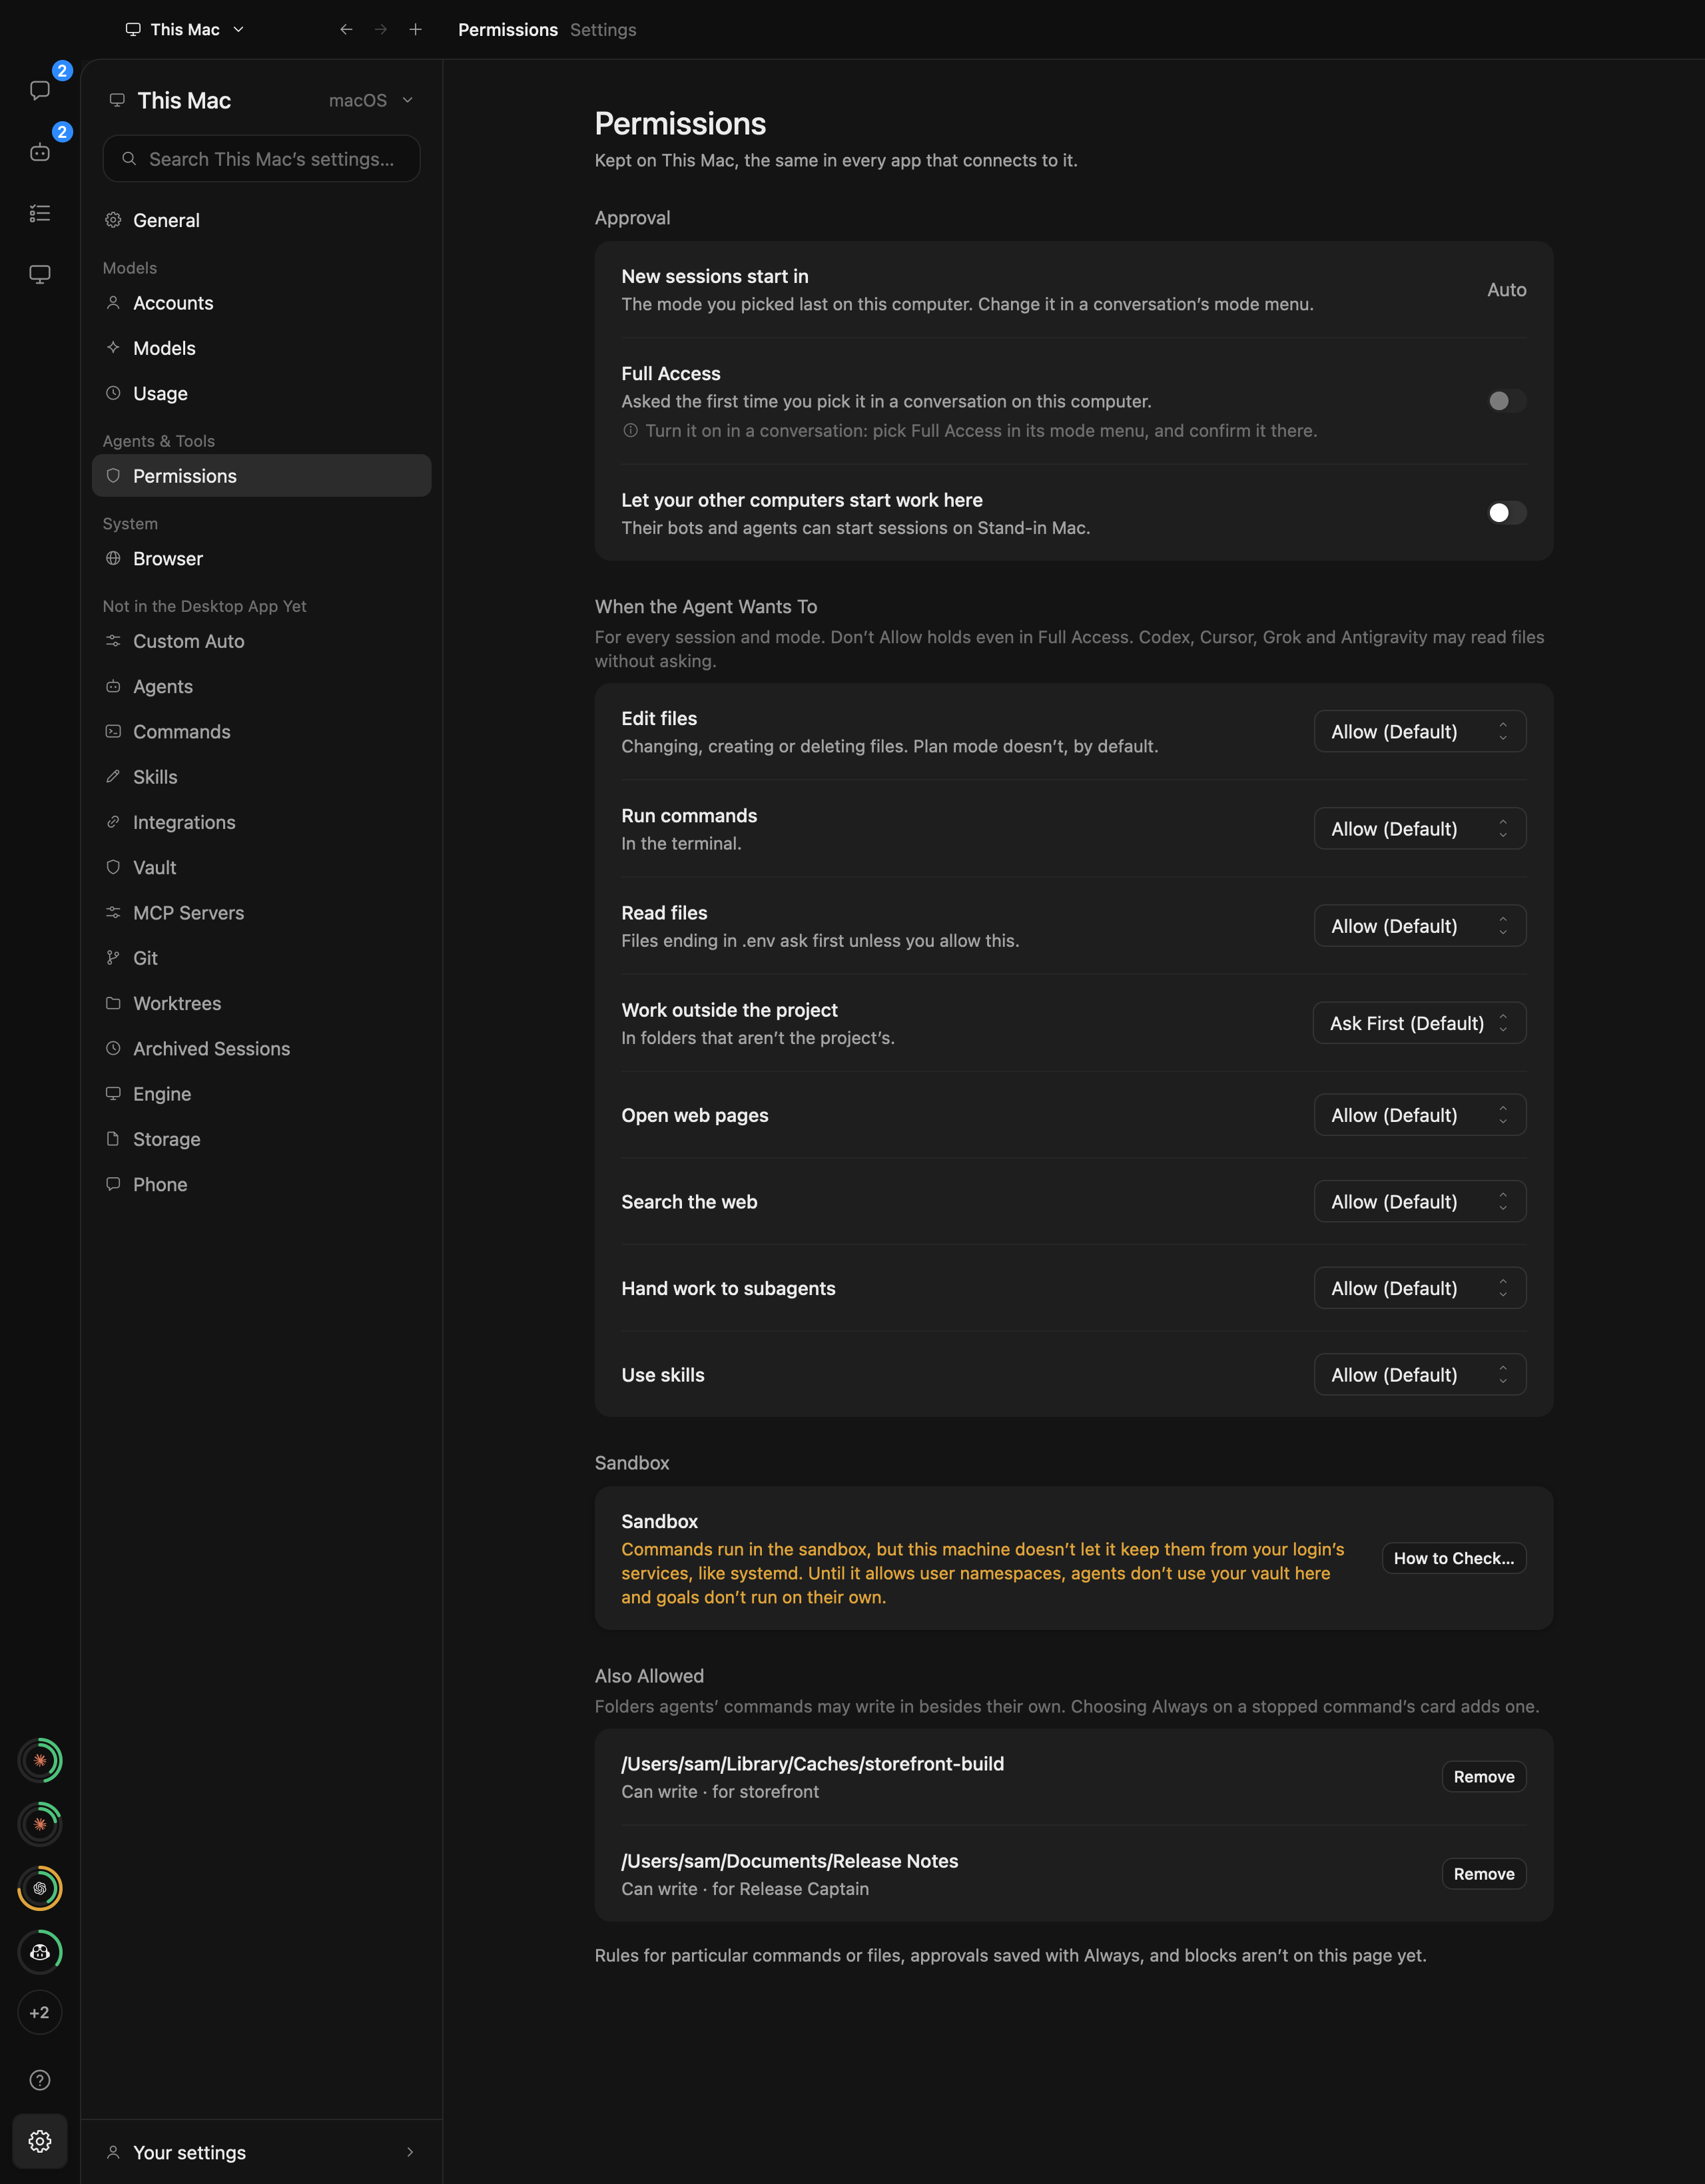 This Mac
Permissions Settings
2
2
This Mac
macOS
Search This Mac’s settings...
General
Models
Accounts
Models
Usage
Agents & Tools
Permissions
System
Browser
Not in the Desktop App Yet
Custom Auto
Agents
Commands
Skills
Integrations
Vault
MCP Servers
Git
Worktrees
Archived Sessions
Engine
Storage
Phone
+2
Your settings
Permissions
Kept on This Mac, the same in every app that connects to it.
Approval
New sessions start in
The mode you picked last on this computer. Change it in a conversation’s mode menu.
Auto
Full Access
Asked the first time you pick it in a conversation on this computer.
Turn it on in a conversation: pick Full Access in its mode menu, and confirm it there.
Let your other computers start work here
Their bots and agents can start sessions on Stand-in Mac.
When the Agent Wants To
For every session and mode. Don’t Allow holds even in Full Access. Codex, Cursor, Grok and Antigravity may read files
without asking.
Edit files
Changing, creating or deleting files. Plan mode doesn’t, by default.
Allow (Default)
Run commands
In the terminal.
Allow (Default)
Read files
Files ending in .env ask first unless you allow this.
Allow (Default)
Work outside the project
In folders that aren’t the project’s.
Ask First (Default)
Open web pages
Allow (Default)
Search the web
Allow (Default)
Hand work to subagents
Allow (Default)
Use skills
Allow (Default)
Sandbox
Sandbox
Commands run in the sandbox, but this machine doesn’t let it keep them from your login’s
services, like systemd. Until it allows user namespaces, agents don’t use your vault here
and goals don’t run on their own.
How to Check...
Also Allowed
Folders agents’ commands may write in besides their own. Choosing Always on a stopped command’s card adds one.
/Users/sam/Library/Caches/storefront-build
Can write · for storefront
Remove
/Users/sam/Documents/Release Notes
Can write · for Release Captain
Remove
Rules for particular commands or files, approvals saved with Always, and blocks aren’t on this page yet.